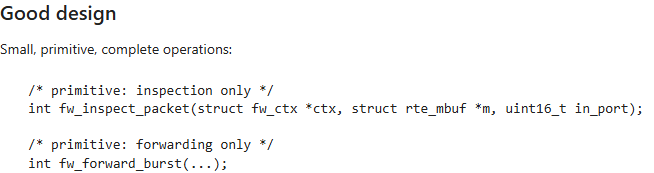 Good design
Small, primitive, complete operations:
/* primitive: inspection only */
int fw_inspect_packet(struct fw_ctx *ctx, struct rte_mbuf *m, uint16_t in_port);
/* primitive: forwarding only */
int fw_forward_burst(...);